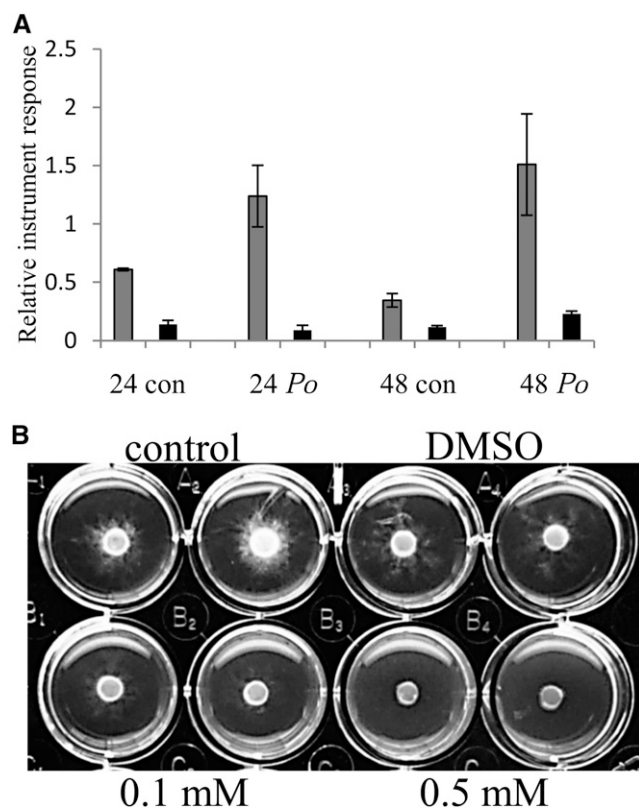 A
Relative instrument response
2.5
2
1.5
1
0.5
0
24 con 24 Po 48 con 48 Po
B
control DMSO
A2 A3 A4
B1 B2 B3 B4
0.1 mM 0.5 mM